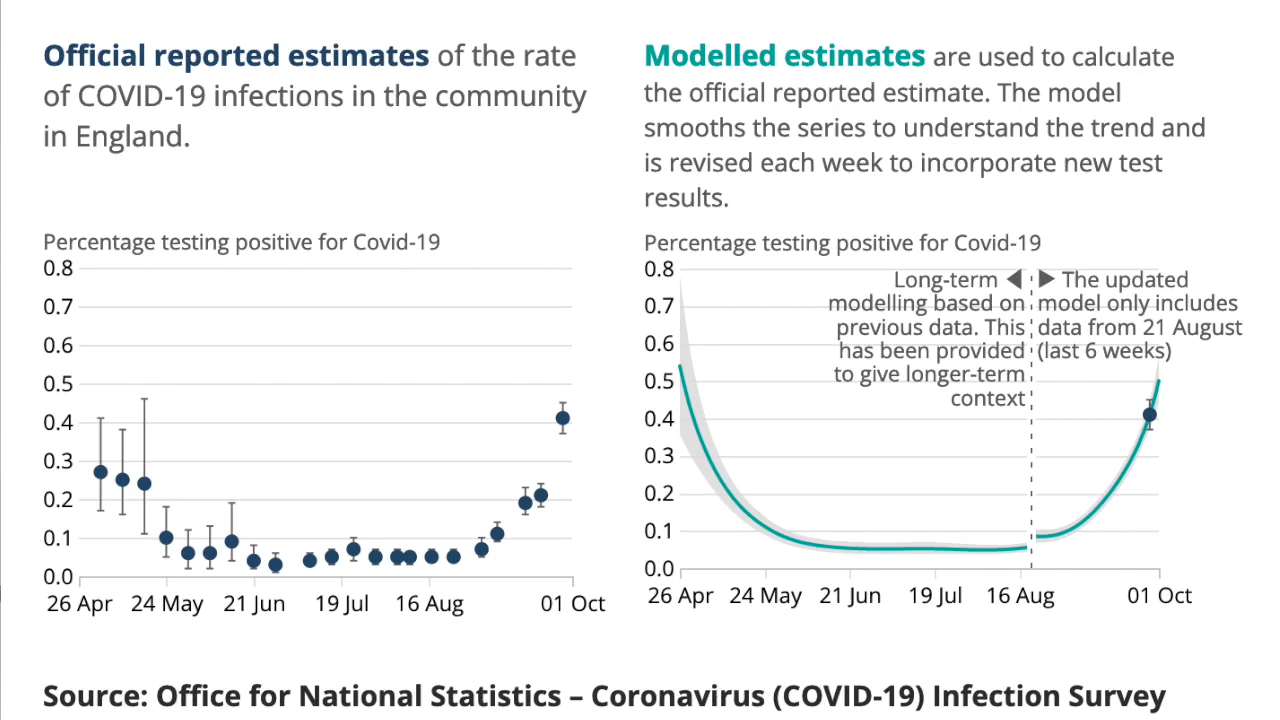 Official reported estimates of the rate
of COVID-19 infections in the community
in England.
Modelled estimates are used to calculate
the official reported estimate. The model
smooths the series to understand the trend and
is revised each week to incorporate new test
results.
Percentage testing positive for Covid-19
0.8
0.7
0.6
0.5
0.4
0.3
0.2
0.1
0.0
26 Apr 24 May 21 Jun 19 Jul 16 Aug 01 Oct
Percentage testing positive for Covid-19
0.8
0.7
0.6
0.5
0.4
0.3
0.2
0.1
0.0
Long-term ◀
modelling based on
previous data. This
has been provided
to give longer-term
context
▶ The updated
model only includes
data from 21 August
(last 6 weeks)
26 Apr 24 May 21 Jun 19 Jul 16 Aug 01 Oct
Source: Office for National Statistics – Coronavirus (COVID-19) Infection Survey